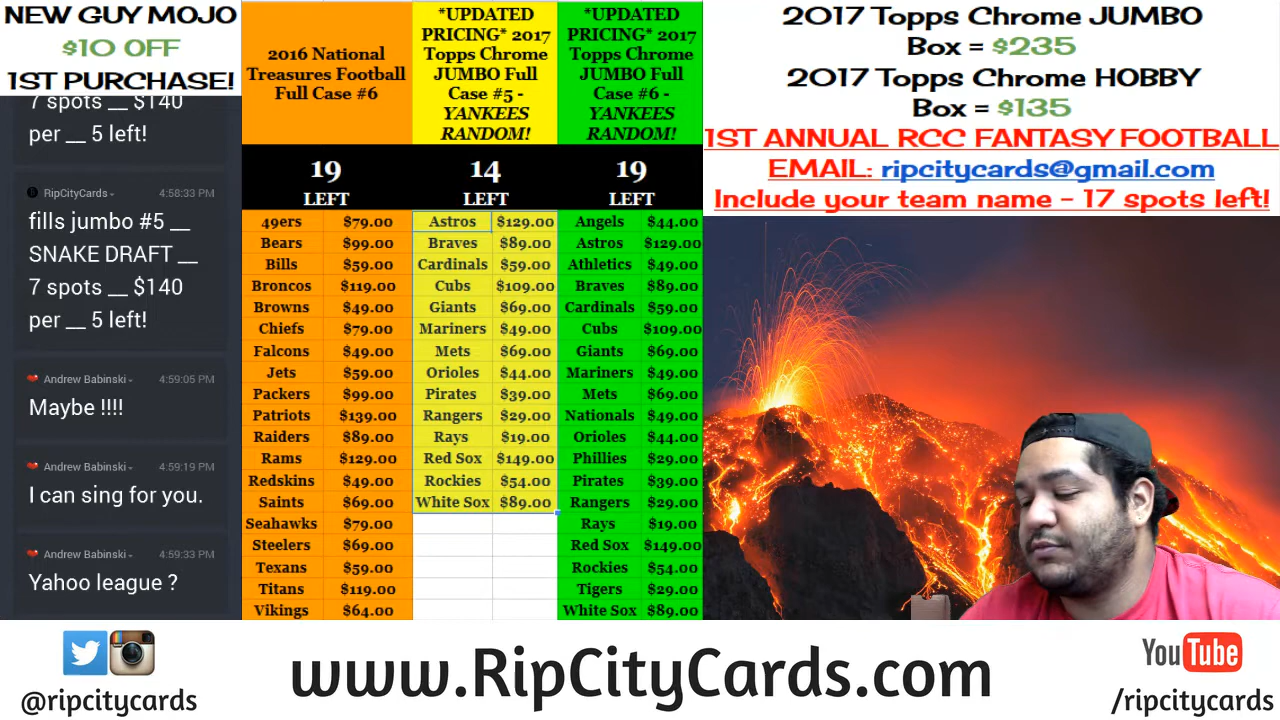 NEW GUY MOJO
$10 OFF
1ST PURCHASE!
7 spots __ $140
per __ 5 left!
RipCityCards 4:58:33 PM
fills jumbo #5 __
SNAKE DRAFT __
7 spots __ $140
per __ 5 left!
Andrew Babinski 4:59:05 PM
Maybe !!!!
Andrew Babinski 4:59:19 PM
I can sing for you.
Andrew Babinski 4:59:33 PM
Yahoo league ?
2016 National
Treasures Football
Full Case #6
19
LEFT
49ers $79.00
Bears $99.00
Bills $59.00
Broncos $119.00
Browns $49.00
Chiefs $79.00
Falcons $49.00
Jets $59.00
Packers $99.00
Patriots $139.00
Raiders $89.00
Rams $129.00
Redskins $49.00
Saints $69.00
Seahawks $79.00
Steelers $69.00
Texans $59.00
Titans $119.00
Vikings $64.00
*UPDATED
PRICING* 2017
Topps Chrome
JUMBO Full
Case #5 -
YANKEES
RANDOM!
14
LEFT
Astros $129.00
Braves $89.00
Cardinals $59.00
Cubs $109.00
Giants $69.00
Mariners $49.00
Mets $69.00
Orioles $44.00
Pirates $39.00
Rangers $29.00
Rays $19.00
Red Sox $149.00
Rockies $54.00
White Sox $89.00
*UPDATED
PRICING* 2017
Topps Chrome
JUMBO Full
Case #6 -
YANKEES
RANDOM!
19
LEFT
Angels $44.00
Astros $129.00
Athletics $49.00
Braves $89.00
Cardinals $59.00
Cubs $109.00
Giants $69.00
Mariners $49.00
Mets $69.00
Nationals $49.00
Orioles $44.00
Phillies $29.00
Pirates $39.00
Rangers $29.00
Rays $19.00
Red Sox $149.00
Rockies $54.00
Tigers $29.00
White Sox $89.00
2017 Topps Chrome JUMBO
Box = $235
2017 Topps Chrome HOBBY
Box = $135
1ST ANNUAL RCC FANTASY FOOTBALL
EMAIL: ripcitycards@gmail.com
Include your team name - 17 spots left!
@ripcitycards
www.RipCityCards.com
YouTube
/ripcitycards